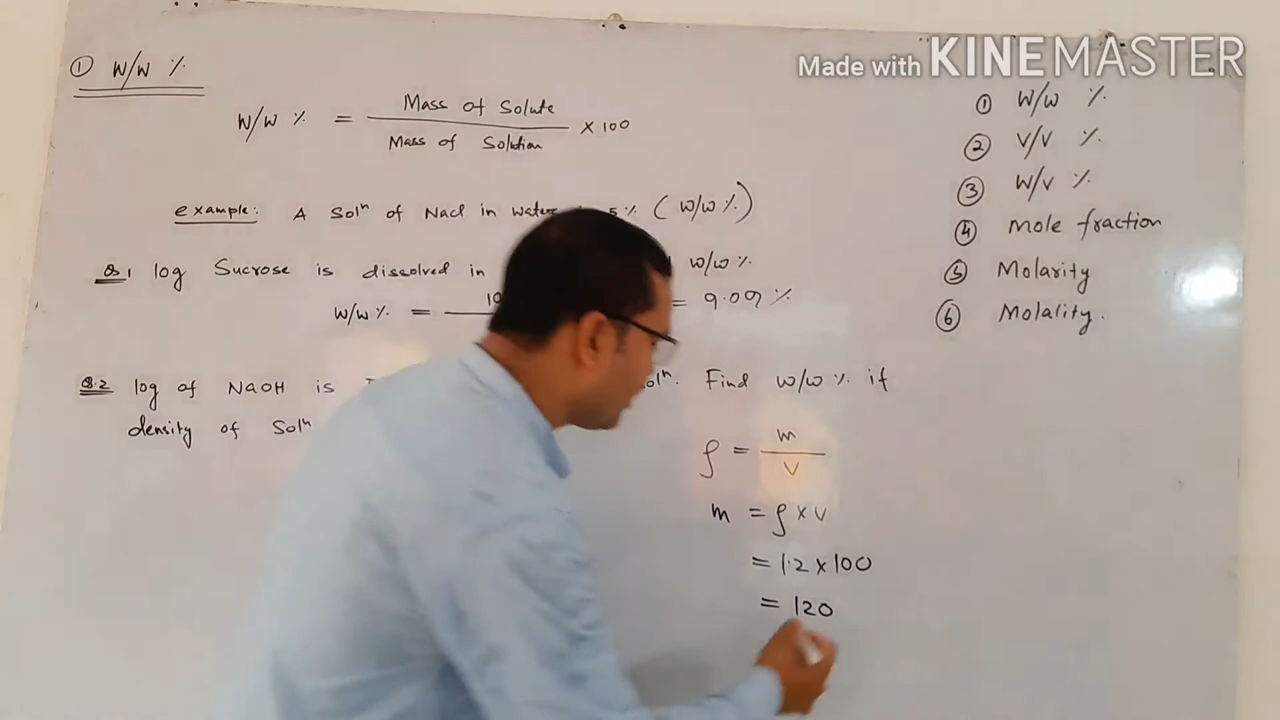 Made with KINEMASTER
① W/W %
W/W % = Mass of Solute / Mass of Solution × 100
example: A Solⁿ of Nacl in water 5% (W/W %)
Q.1 10g Sucrose is dissolved in W/W %
W/W % = 10 = 9.09 %
Q.2 10g of NaOH is Solⁿ. Find W/W % if
density of Solⁿ
ρ = m / V
m = ρ × V
= 1.2 × 100
= 120
① W/W %
② V/V %
③ W/V %
④ Mole fraction
⑤ Molarity
⑥ Molality.